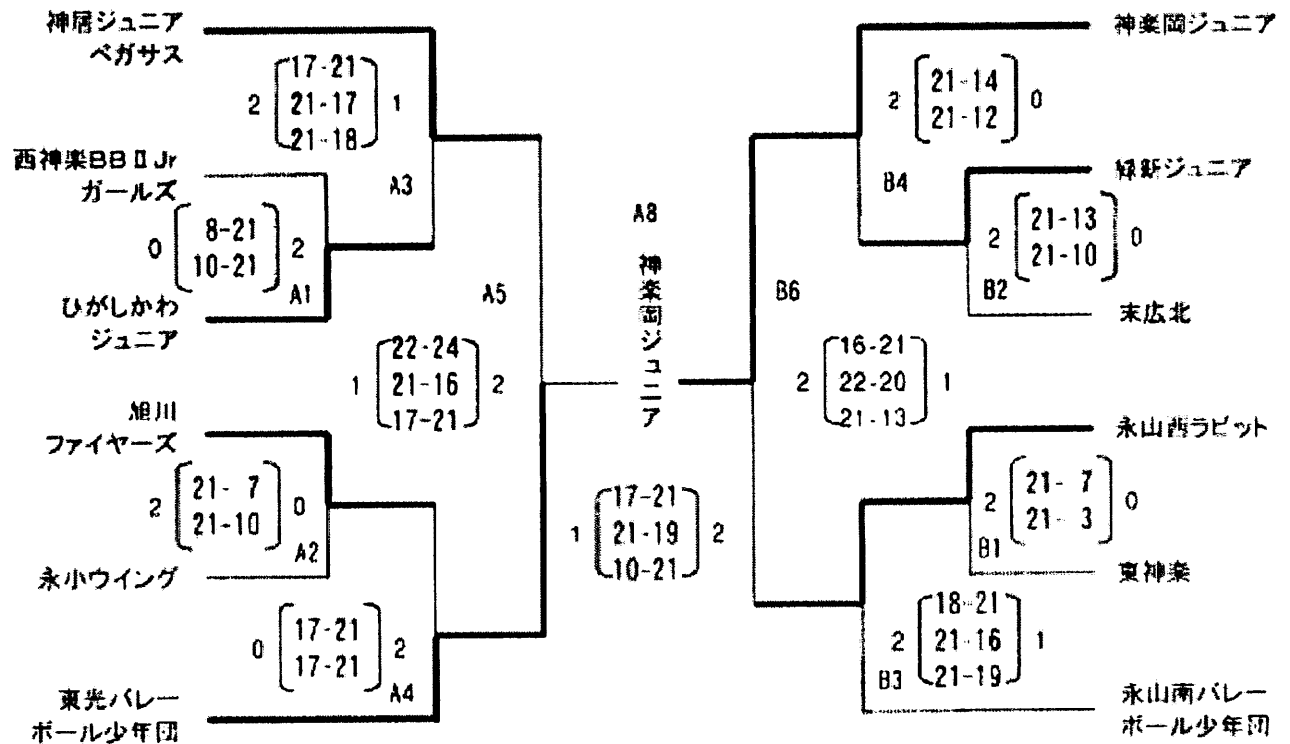 神居ジュニア
ペガサス
2 17-21 1
21-17
21-18
A3
西神楽BBⅡJr
ガールズ
0 8-21 2
10-21
A1
ひがしかわ
ジュニア
A5
1 22-24 2
21-16
17-21
旭川
ファイヤーズ
2 21- 7 0
21-10
A2
永小ウイング
0 17-21 2
17-21
A4
東光バレー
ボール少年団
A8
神楽岡ジュニア
1 17-21 2
21-19
10-21
神楽岡ジュニア
2 21-14 0
21-12
B4
緑新ジュニア
2 21-13 0
21-10
B2
末広北
B6
2 16-21 1
22-20
21-13
永山西ラビット
2 21- 7 0
21- 3
B1
東神楽
2 18-21 1
21-16
21-19
B3
永山南バレー
ボール少年団